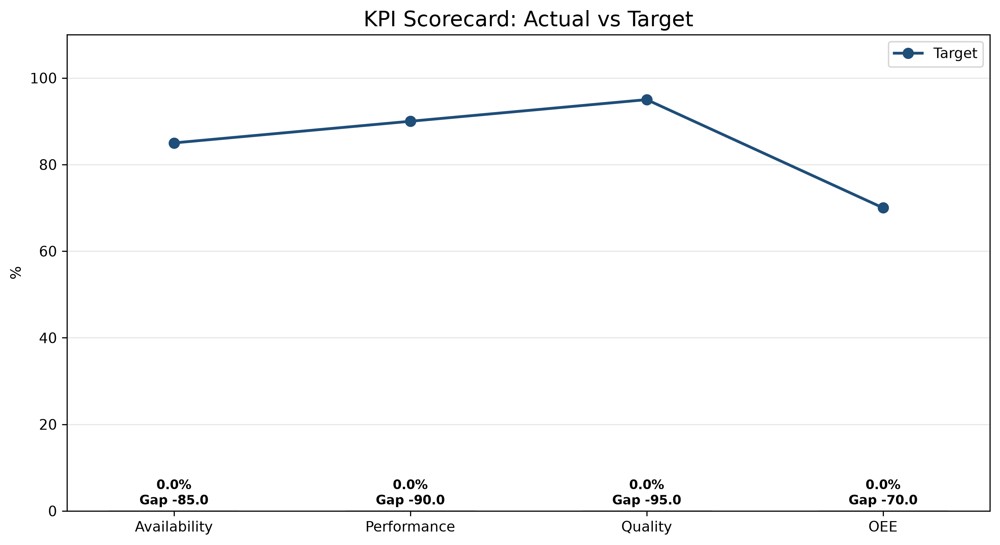 KPI Scorecard: Actual vs Target
Target
%
100
80
60
40
20
0
0.0%
Gap -85.0
0.0%
Gap -90.0
0.0%
Gap -95.0
0.0%
Gap -70.0
Availability
Performance
Quality
OEE